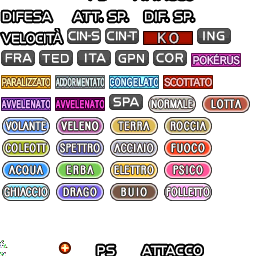 DIFESA ATT. SP. DIF. SP.
VELOCITÀ CIN-S CIN-T K O ING
FRA TED ITA GPN COR POKÉRUS
PARALIZZATO ADDORMENTATO CONGELATO SCOTTATO
AVVELENATO AVVELENATO SPA NORMALE LOTTA
VOLANTE VELENO TERRA ROCCIA
COLEOTT SPETTRO ACCIAIO FUOCO
ACQUA ERBA ELETTRO PSICO
GHIACCIO DRAGO BUIO FOLLETTO
PS ATTACCO